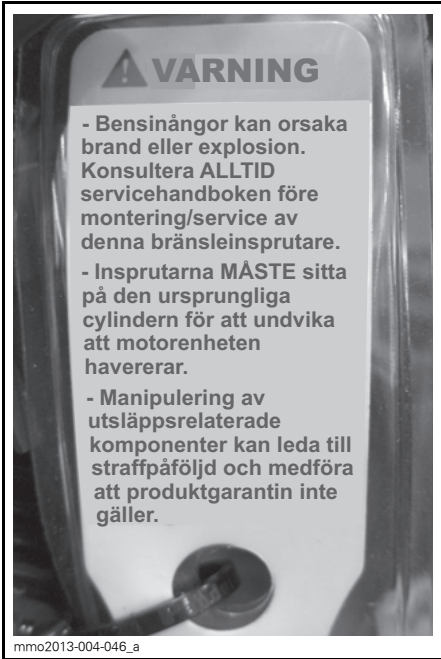 VARNING
- Bensinångor kan orsaka
brand eller explosion.
Konsultera ALLTID
servicehandboken före
montering/service av
denna bränsleinsprutare.
- Insprutarna MÅSTE sitta
på den ursprungliga
cylindern för att undvika
att motorenheten
havererar.
- Manipulering av
utsläppsrelaterade
komponenter kan leda till
straffpåföljd och medföra
att produktgarantin inte
gäller.
mmo2013-004-046_a